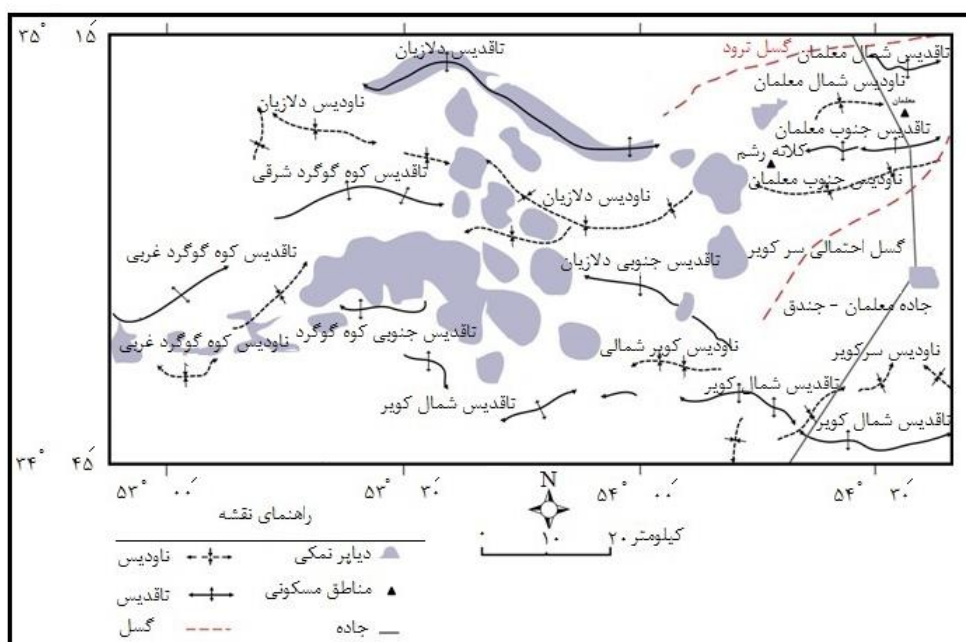 ۳۵° ۱۵´
تاقدیس دلازیان
گسل ترود
تاقدیس شمال معلمان
ناودیس شمال معلمان
معلمان
ناودیس دلازیان
تاقدیس جنوب معلمان
کلاته رشم
تاقدیس کوه گوگرد شرقی
ناودیس دلازیان
ناودیس جنوب معلمان
تاقدیس کوه گوگرد غربی
گسل احتمالی سر کویر
تاقدیس جنوبی دلازیان
جاده معلمان - جندق
ناودیس کوه گوگرد غربی
تاقدیس جنوبی کوه گوگرد
ناودیس کویر شمالی
ناودیس سرکویر
تاقدیس شمال کویر
تاقدیس شمال کویر
تاقدیس شمال کویر
۳۴° ۴۵´
۵۳° ۰۰´
۵۳° ۳۰´
۵۴° ۰۰´
۵۴° ۳۰´
راهنمای نقشه
N
۰ ۱۰ ۲۰ کیلومتر
دیاپر نمکی
ناودیس
مناطق مسکونی
تاقدیس
جاده
گسل